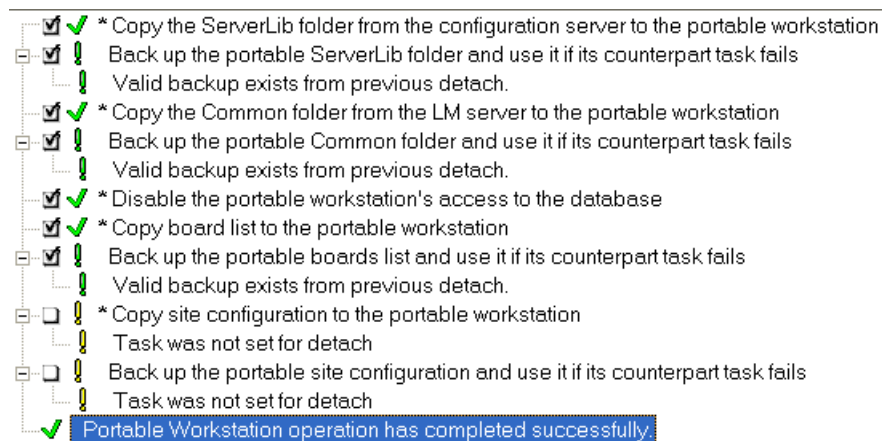 * Copy the ServerLib folder from the configuration server to the portable workstation
Back up the portable ServerLib folder and use it if its counterpart task fails
Valid backup exists from previous detach.
* Copy the Common folder from the LM server to the portable workstation
Back up the portable Common folder and use it if its counterpart task fails
Valid backup exists from previous detach.
* Disable the portable workstation's access to the database
* Copy board list to the portable workstation
Back up the portable boards list and use it if its counterpart task fails
Valid backup exists from previous detach.
* Copy site configuration to the portable workstation
Task was not set for detach
Back up the portable site configuration and use it if its counterpart task fails
Task was not set for detach
Portable Workstation operation has completed successfully.